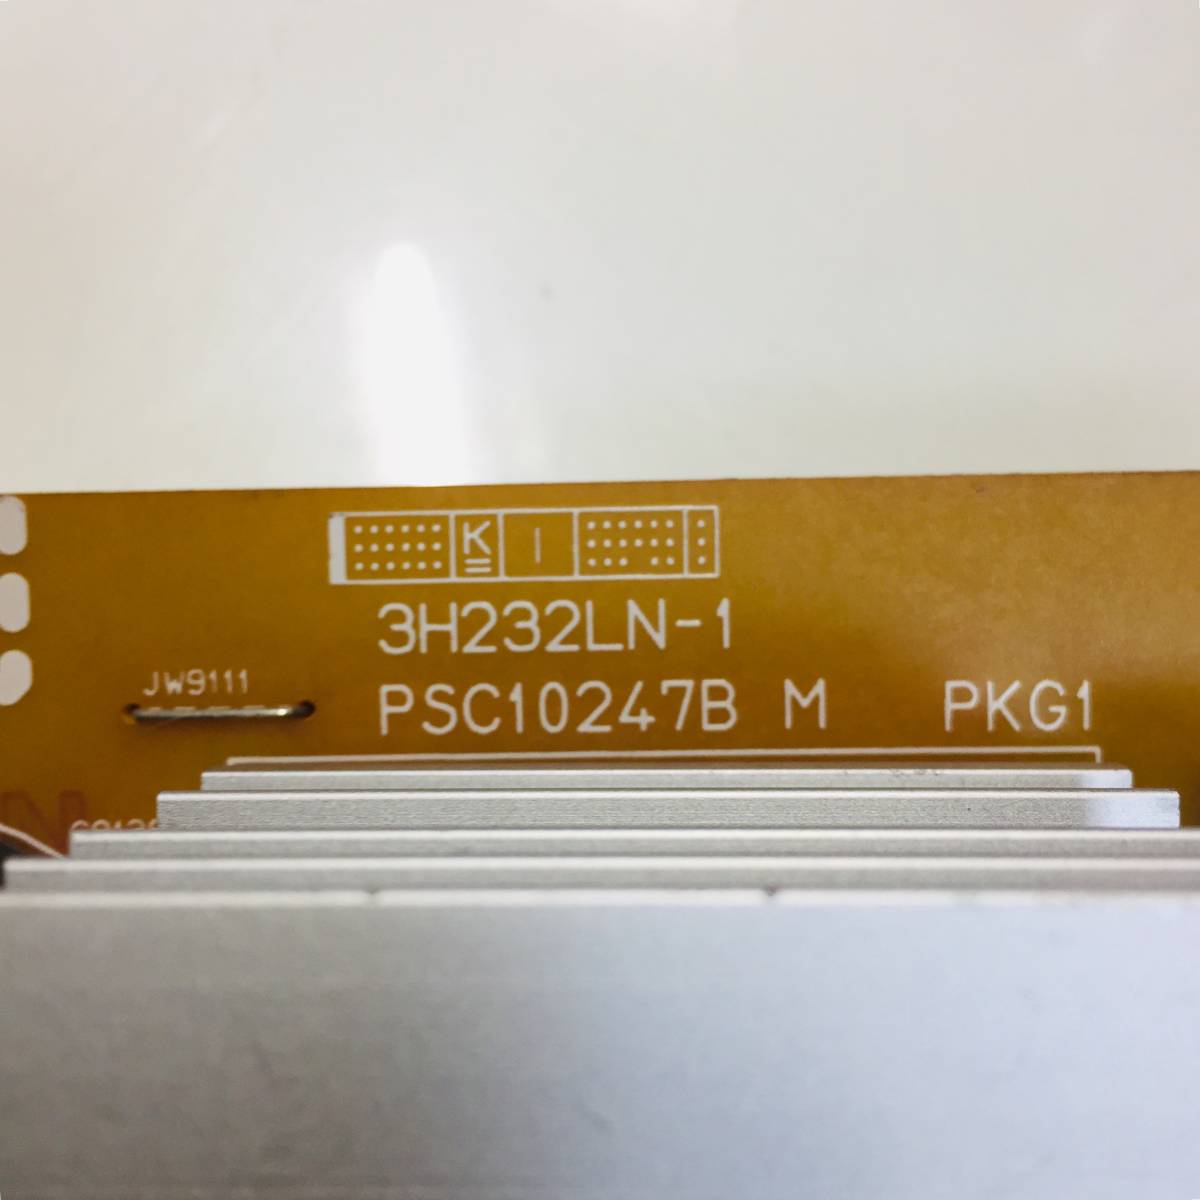 K I
3H232LN-1
JW9111
PSC10247B M PKG1